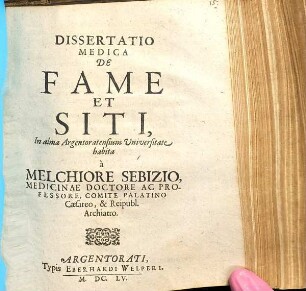 DISSERTATIO
MEDICA
DE
FAME
ET
SITI,
In alma Argentoratensium Universitate
habita
à
MELCHIORE SEBIZIO,
MEDICINAE DOCTORE AC PRO-
FESSORE, COMITE PALATINO
Cæsareo, & Reipubl.
Archiatro.
ARGENTORATI,
Typis EBERHARDI WELPERI.
M DC LV.